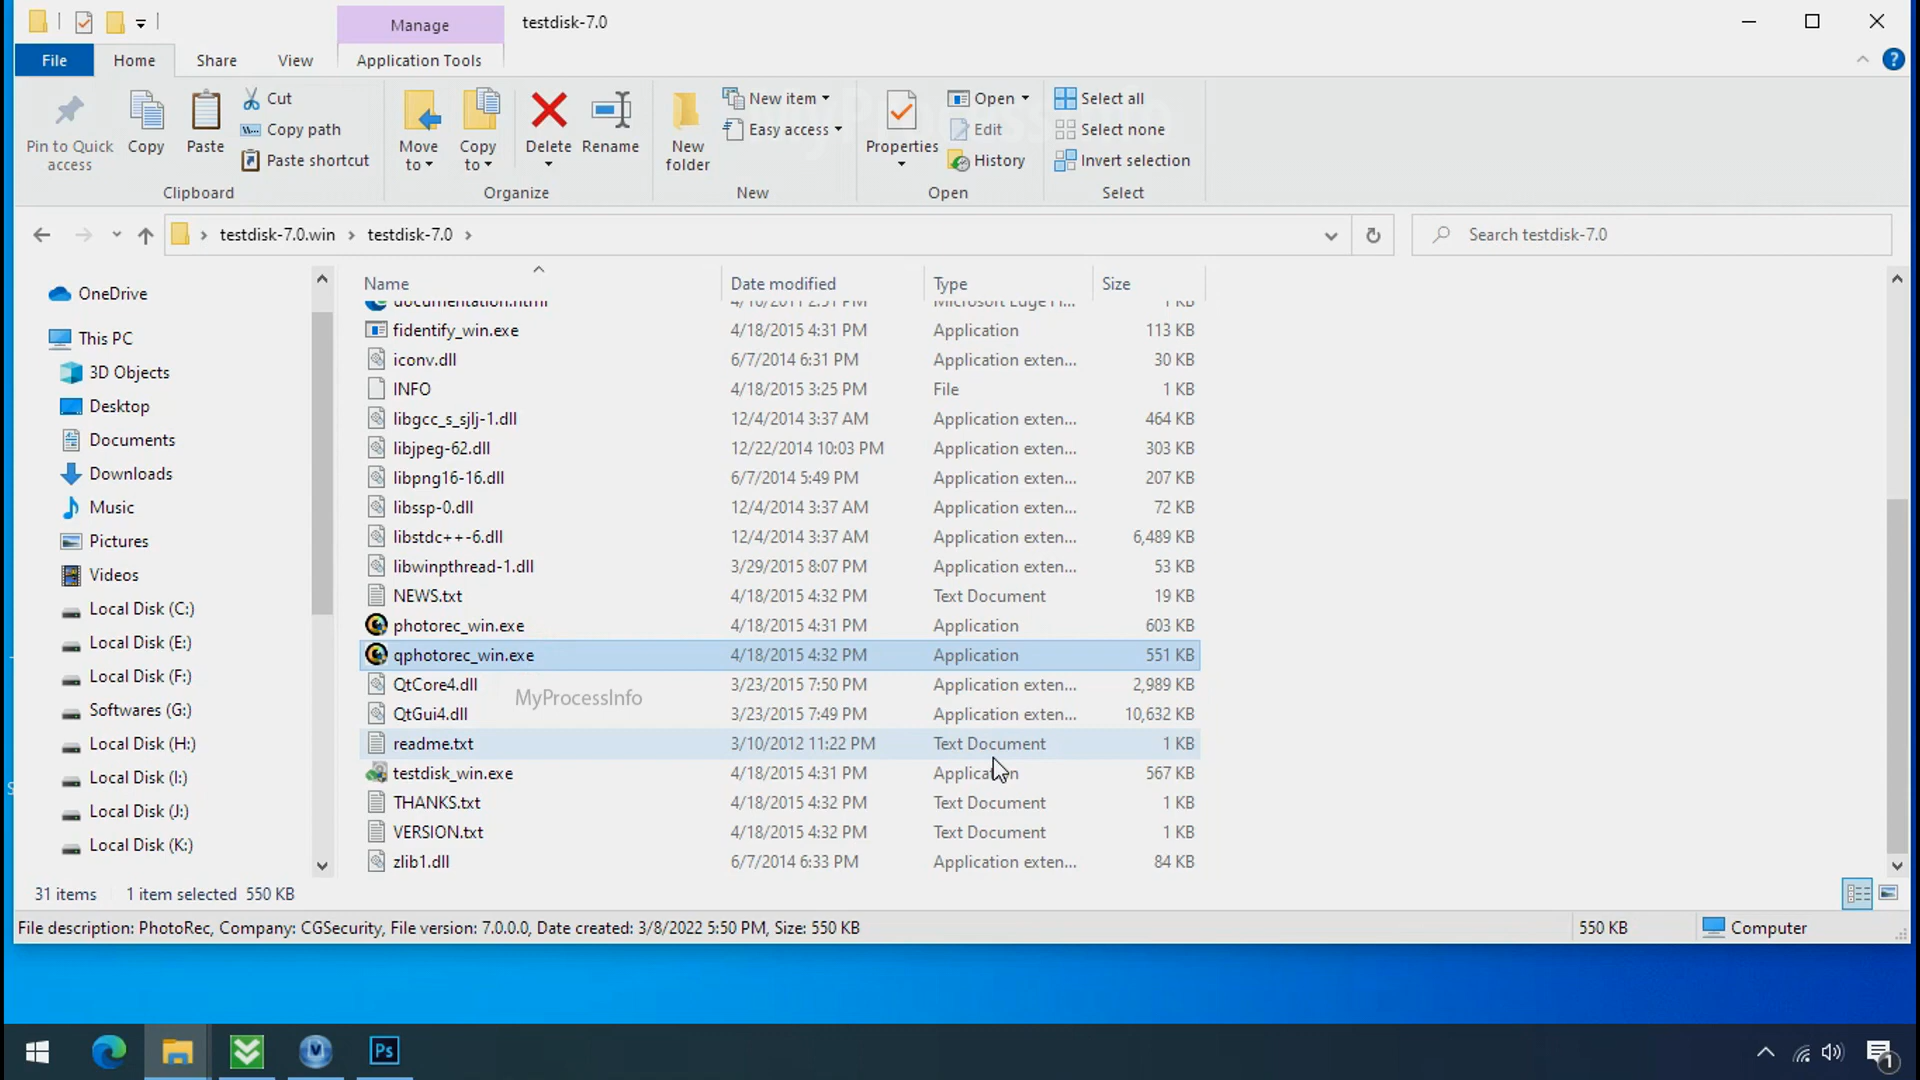 Manage
testdisk-7.0
File
Home
Share
View
Application Tools
Pin to Quick access
Copy
Paste
Cut
Copy path
Paste shortcut
Clipboard
Move to
Copy to
Delete
Rename
Organize
New folder
New item
Easy access
New
Properties
Open
Edit
History
Open
Select all
Select none
Invert selection
Select
MyProcessInfo
testdisk-7.0.win
testdisk-7.0
Search testdisk-7.0
OneDrive
This PC
3D Objects
Desktop
Documents
Downloads
Music
Pictures
Videos
Local Disk (C:)
Local Disk (E:)
Local Disk (F:)
Softwares (G:)
Local Disk (H:)
Local Disk (I:)
Local Disk (J:)
Local Disk (K:)
Name Date modified Type Size
documentation.html 4/16/2011 2:51 PM Microsoft Edge H... 1 KB
fidentify_win.exe 4/18/2015 4:31 PM Application 113 KB
iconv.dll 6/7/2014 6:31 PM Application exten... 30 KB
INFO 4/18/2015 3:25 PM File 1 KB
libgcc_s_sjlj-1.dll 12/4/2014 3:37 AM Application exten... 464 KB
libjpeg-62.dll 12/22/2014 10:03 PM Application exten... 303 KB
libpng16-16.dll 6/7/2014 5:49 PM Application exten... 207 KB
libssp-0.dll 12/4/2014 3:37 AM Application exten... 72 KB
libstdc++-6.dll 12/4/2014 3:37 AM Application exten... 6,489 KB
libwinpthread-1.dll 3/29/2015 8:07 PM Application exten... 53 KB
NEWS.txt 4/18/2015 4:32 PM Text Document 19 KB
photorec_win.exe 4/18/2015 4:31 PM Application 603 KB
qphotorec_win.exe 4/18/2015 4:32 PM Application 551 KB
QtCore4.dll 3/23/2015 7:50 PM Application exten... 2,989 KB
MyProcessInfo
QtGui4.dll 3/23/2015 7:49 PM Application exten... 10,632 KB
readme.txt 3/10/2012 11:22 PM Text Document 1 KB
testdisk_win.exe 4/18/2015 4:31 PM Application 567 KB
THANKS.txt 4/18/2015 4:32 PM Text Document 1 KB
VERSION.txt 4/18/2015 4:32 PM Text Document 1 KB
zlib1.dll 6/7/2014 6:33 PM Application exten... 84 KB
31 items 1 item selected 550 KB
File description: PhotoRec, Company: CGSecurity, File version: 7.0.0.0, Date created: 3/8/2022 5:50 PM, Size: 550 KB
550 KB
Computer
Ps
1